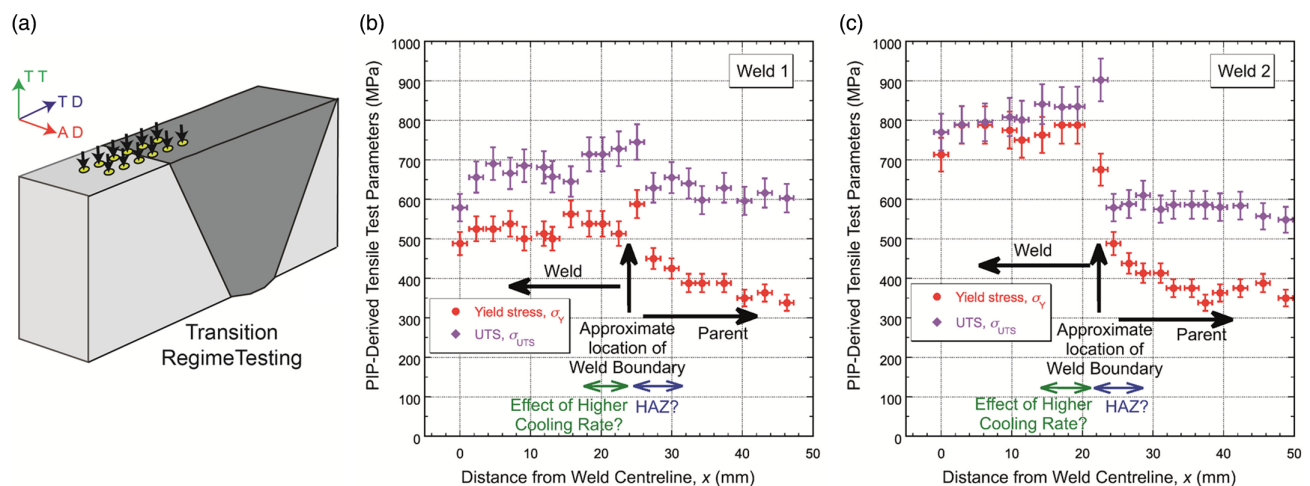 (a)
TT
TD
AD
Transition
RegimeTesting
(b)
PIP-Derived Tensile Test Parameters (MPa)
1000
900
800
700
600
500
400
300
200
100
0
Weld 1
Weld
Yield stress, σY
UTS, σUTS
Approximate
location of
Weld Boundary
Parent
Effect of Higher
Cooling Rate?
HAZ?
0 10 20 30 40 50
Distance from Weld Centreline, x (mm)
(c)
PIP-Derived Tensile Test Parameters (MPa)
1000
900
800
700
600
500
400
300
200
100
0
Weld 2
Weld
Yield stress, σY
UTS, σUTS
Approximate
location of
Weld Boundary
Parent
Effect of Higher
Cooling Rate?
HAZ?
0 10 20 30 40 50
Distance from Weld Centreline, x (mm)